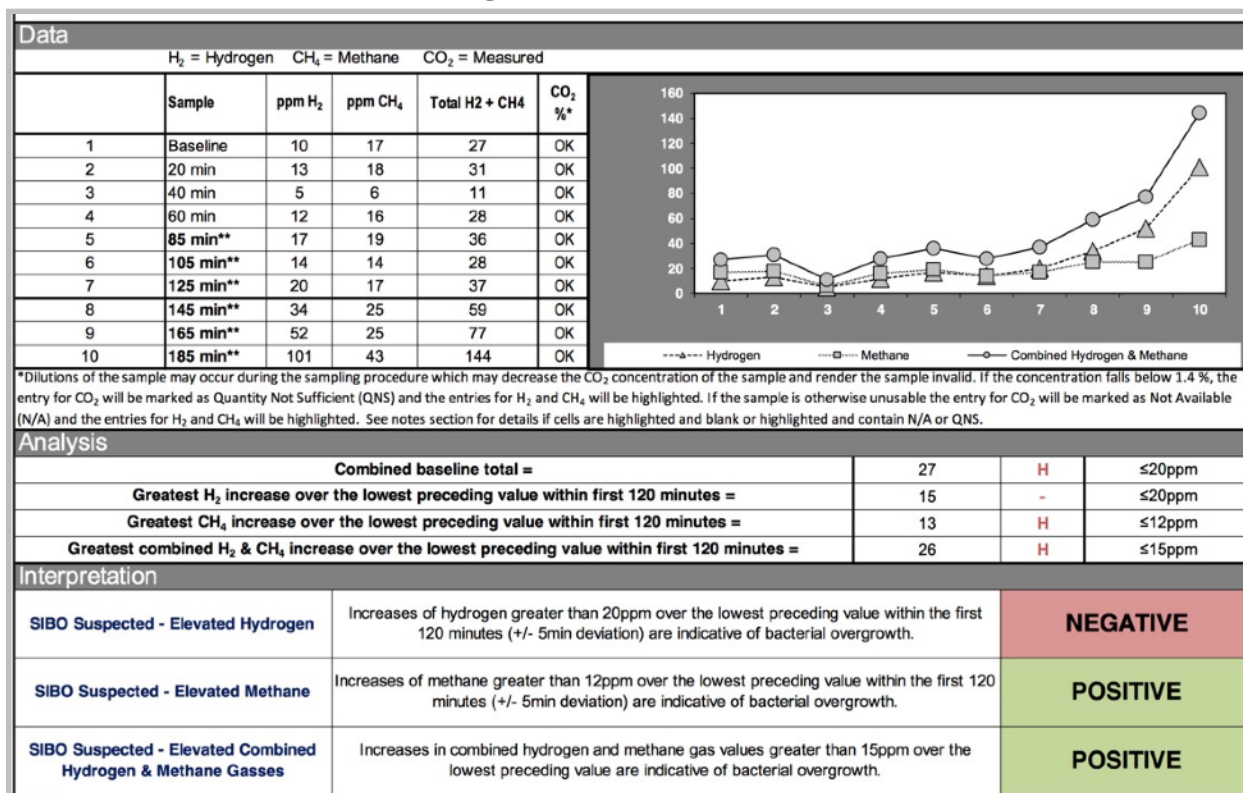 Data
H₂ = Hydrogen CH₄ = Methane CO₂ = Measured
Sample ppm H₂ ppm CH₄ Total H2 + CH4 CO₂ %*
1 Baseline 10 17 27 OK
2 20 min 13 18 31 OK
3 40 min 5 6 11 OK
4 60 min 12 16 28 OK
5 85 min** 17 19 36 OK
6 105 min** 14 14 28 OK
7 125 min** 20 17 37 OK
8 145 min** 34 25 59 OK
9 165 min** 52 25 77 OK
10 185 min** 101 43 144 OK
160
140
120
100
80
60
40
20
0
1 2 3 4 5 6 7 8 9 10
Hydrogen Methane Combined Hydrogen & Methane
*Dilutions of the sample may occur during the sampling procedure which may decrease the CO₂ concentration of the sample and render the sample invalid. If the concentration falls below 1.4 %, the
entry for CO₂ will be marked as Quantity Not Sufficient (QNS) and the entries for H₂ and CH₄ will be highlighted. If the sample is otherwise unusable the entry for CO₂ will be marked as Not Available
(N/A) and the entries for H₂ and CH₄ will be highlighted. See notes section for details if cells are highlighted and blank or highlighted and contain N/A or QNS.
Analysis
Combined baseline total = 27 H ≤20ppm
Greatest H₂ increase over the lowest preceding value within first 120 minutes = 15 - ≤20ppm
Greatest CH₄ increase over the lowest preceding value within first 120 minutes = 13 H ≤12ppm
Greatest combined H₂ & CH₄ increase over the lowest preceding value within first 120 minutes = 26 H ≤15ppm
Interpretation
SIBO Suspected - Elevated Hydrogen
Increases of hydrogen greater than 20ppm over the lowest preceding value within the first
120 minutes (+/- 5min deviation) are indicative of bacterial overgrowth.
NEGATIVE
SIBO Suspected - Elevated Methane
Increases of methane greater than 12ppm over the lowest preceding value within the first 120
minutes (+/- 5min deviation) are indicative of bacterial overgrowth.
POSITIVE
SIBO Suspected - Elevated Combined
Hydrogen & Methane Gasses
Increases in combined hydrogen and methane gas values greater than 15ppm over the
lowest preceding value are indicative of bacterial overgrowth.
POSITIVE